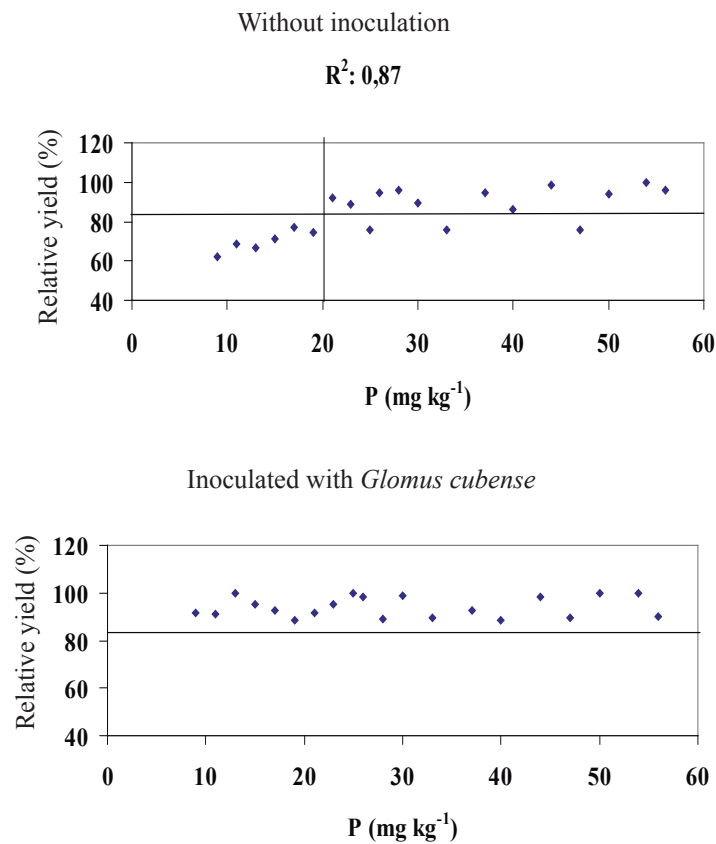 Without inoculation
R²: 0,87
Relative yield (%)
120
100
80
60
40
0 10 20 30 40 50 60
P (mg kg⁻¹)
Inoculated with Glomus cubense
Relative yield (%)
120
100
80
60
40
0 10 20 30 40 50 60
P (mg kg⁻¹)